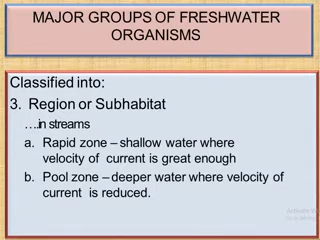 MAJOR GROUPS OF FRESHWATER
ORGANISMS
Classified into:
3. Region or Subhabitat
….in streams
a. Rapid zone – shallow water where
velocity of current is great enough
b. Pool zone – deeper water where velocity of
current is reduced.